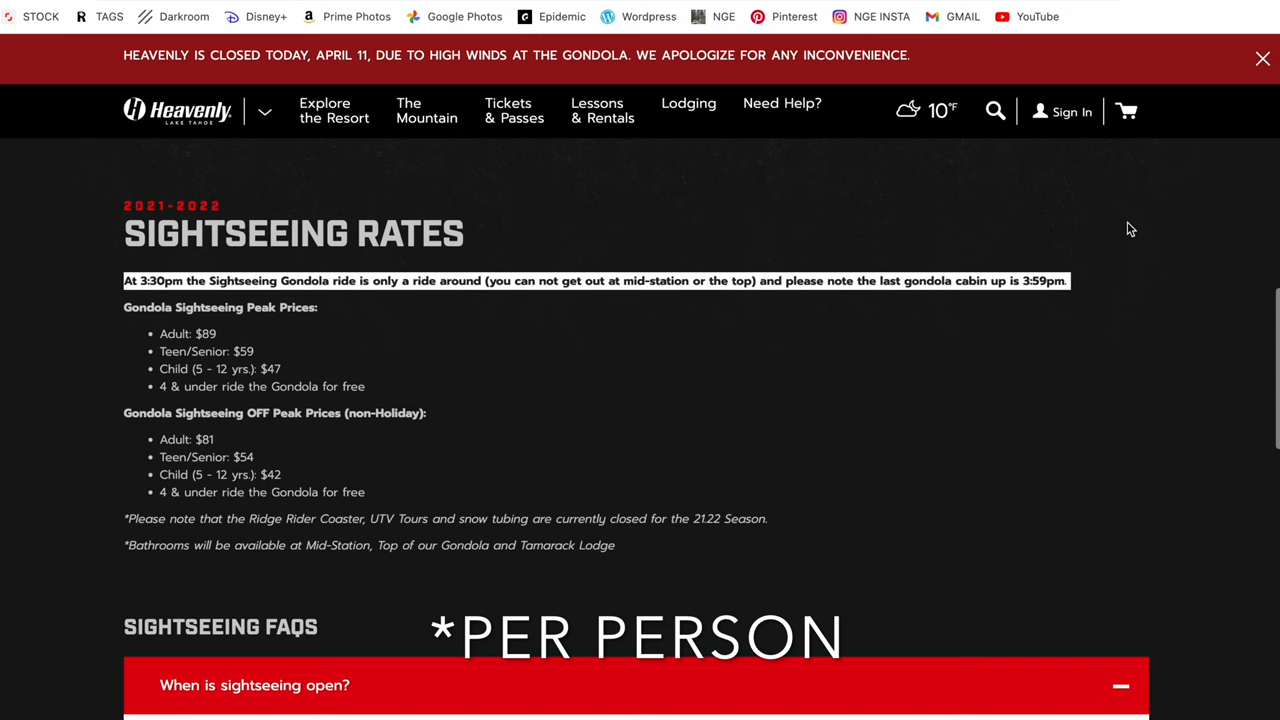 STOCK R TAGS Darkroom Disney+ a Prime Photos Google Photos Epidemic Wordpress NGE Pinterest NGE INSTA GMAIL YouTube
HEAVENLY IS CLOSED TODAY, APRIL 11, DUE TO HIGH WINDS AT THE GONDOLA. WE APOLOGIZE FOR ANY INCONVENIENCE.
Heavenly
LAKE TAHOE
Explore
the Resort
The
Mountain
Tickets
& Passes
Lessons
& Rentals
Lodging
Need Help?
10°F
Sign In
2021-2022
SIGHTSEEING RATES
At 3:30pm the Sightseeing Gondola ride is only a ride around (you can not get out at mid-station or the top) and please note the last gondola cabin up is 3:59pm.
Gondola Sightseeing Peak Prices:
• Adult: $89
• Teen/Senior: $59
• Child (5 - 12 yrs.): $47
• 4 & under ride the Gondola for free
Gondola Sightseeing OFF Peak Prices (non-Holiday):
• Adult: $81
• Teen/Senior: $54
• Child (5 - 12 yrs.): $42
• 4 & under ride the Gondola for free
*Please note that the Ridge Rider Coaster, UTV Tours and snow tubing are currently closed for the 21.22 Season.
*Bathrooms will be available at Mid-Station, Top of our Gondola and Tamarack Lodge
SIGHTSEEING FAQS
*PER PERSON
When is sightseeing open?